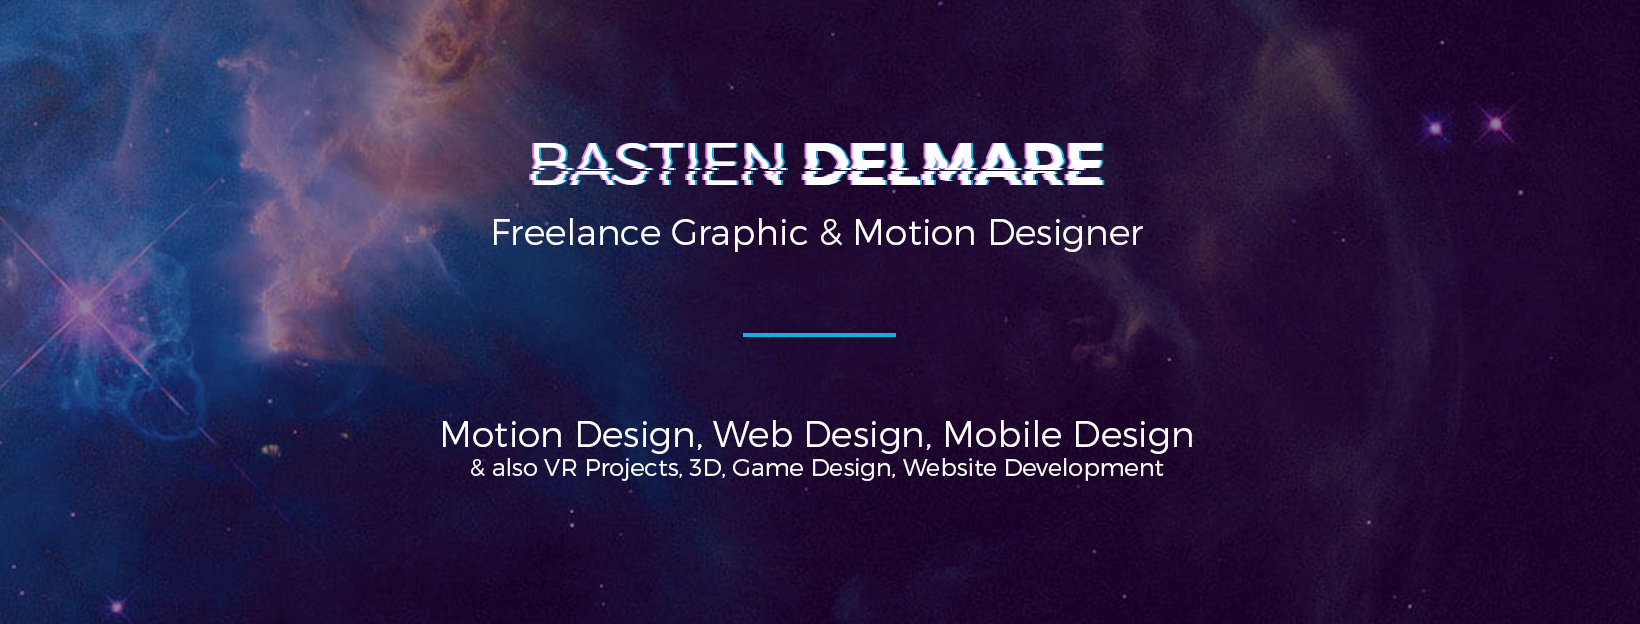 BASTIEN DELMARE
Freelance Graphic & Motion Designer
Motion Design, Web Design, Mobile Design
& also VR Projects, 3D, Game Design, Website Development